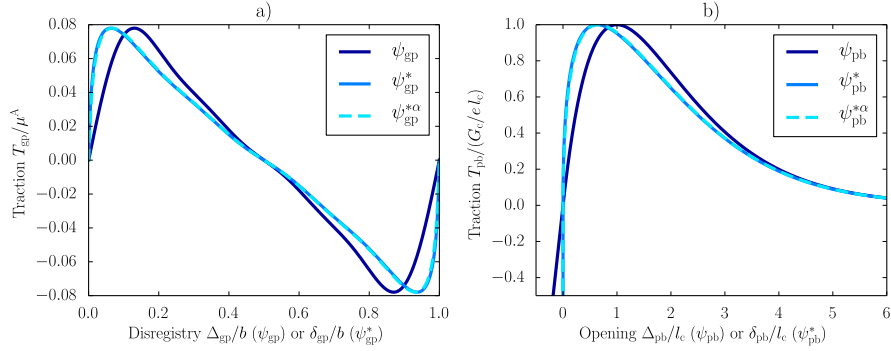 a)
0.08
0.06
0.04
0.02
0.00
−0.02
−0.04
−0.06
−0.08
Traction T_gp/μ^A
ψ_gp
ψ*_gp
ψ*α_gp
0.0 0.2 0.4 0.6 0.8 1.0
Disregistry Δ_gp/b (ψ_gp) or δ_gp/b (ψ*_gp)
b)
1.0
0.8
0.6
0.4
0.2
0.0
−0.2
−0.4
Traction T_pb/(G_c/e l_c)
ψ_pb
ψ*_pb
ψ*α_pb
0 1 2 3 4 5 6
Opening Δ_pb/l_c (ψ_pb) or δ_pb/l_c (ψ*_pb)